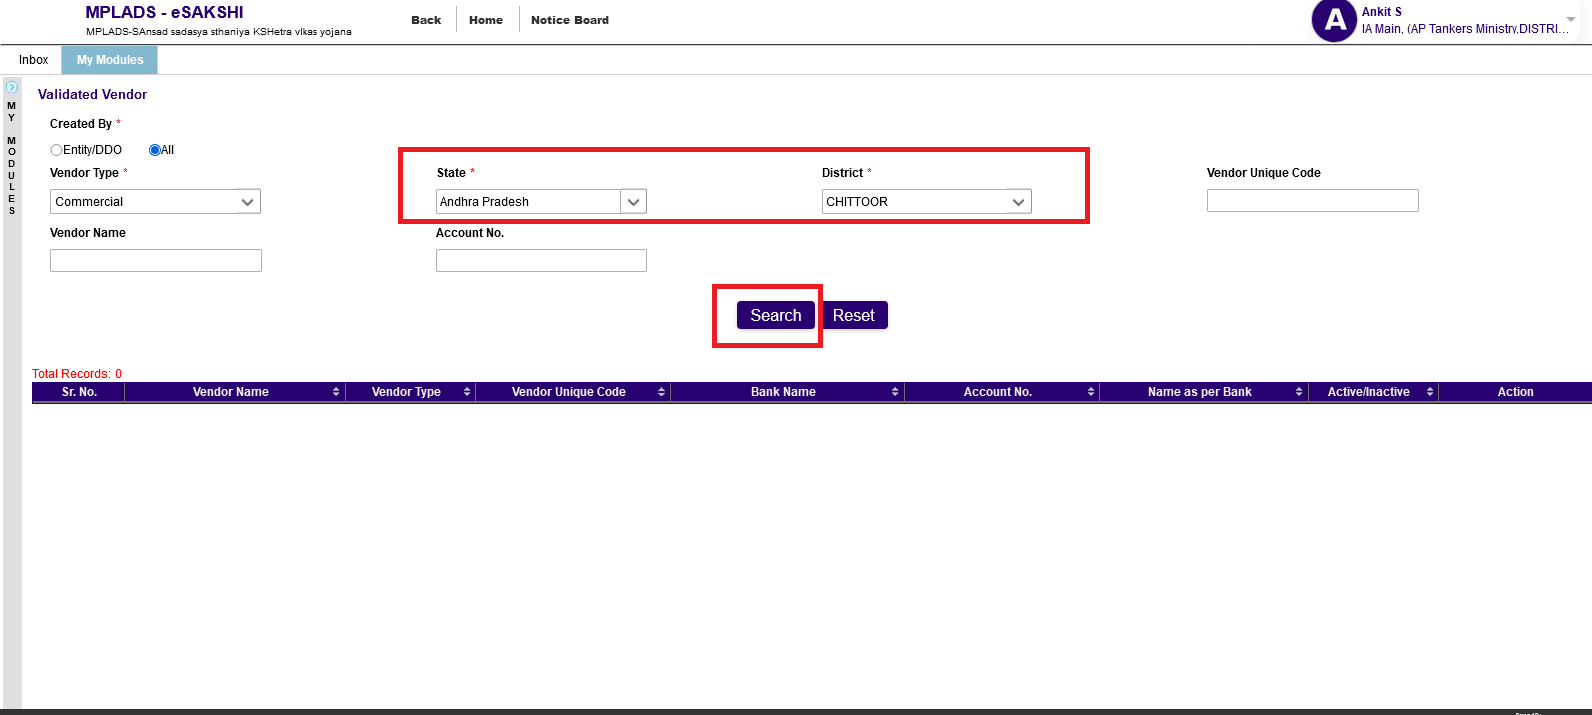 MPLADS - eSAKSHI
MPLADS-SAnsad sadasya sthaniya KSHetra vIkas yojana
Back Home Notice Board
A
Ankit S
IA Main, (AP Tankers Ministry,DISTRI...
Inbox My Modules
MY MODULES
Validated Vendor
Created By *
Entity/DDO All
Vendor Type * State * District * Vendor Unique Code
Commercial Andhra Pradesh CHITTOOR
Vendor Name Account No.
Search Reset
Total Records: 0
Sr. No. Vendor Name Vendor Type Vendor Unique Code Bank Name Account No. Name as per Bank Active/Inactive Action